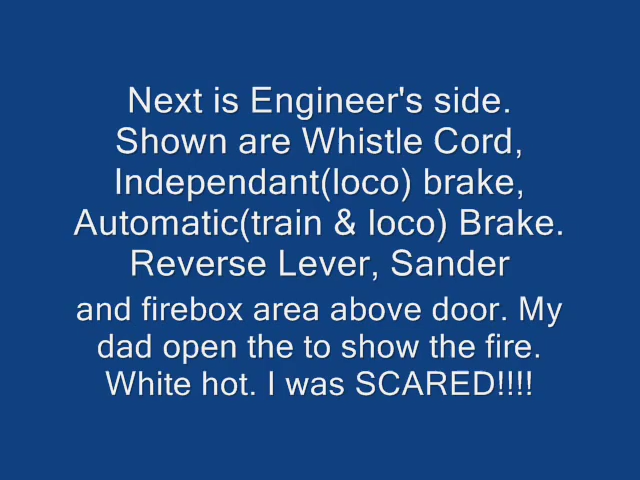 Next is Engineer's side.
Shown are Whistle Cord,
Independant(loco) brake,
Automatic(train & loco) Brake.
Reverse Lever, Sander
and firebox area above door. My
dad open the to show the fire.
White hot. I was SCARED!!!!